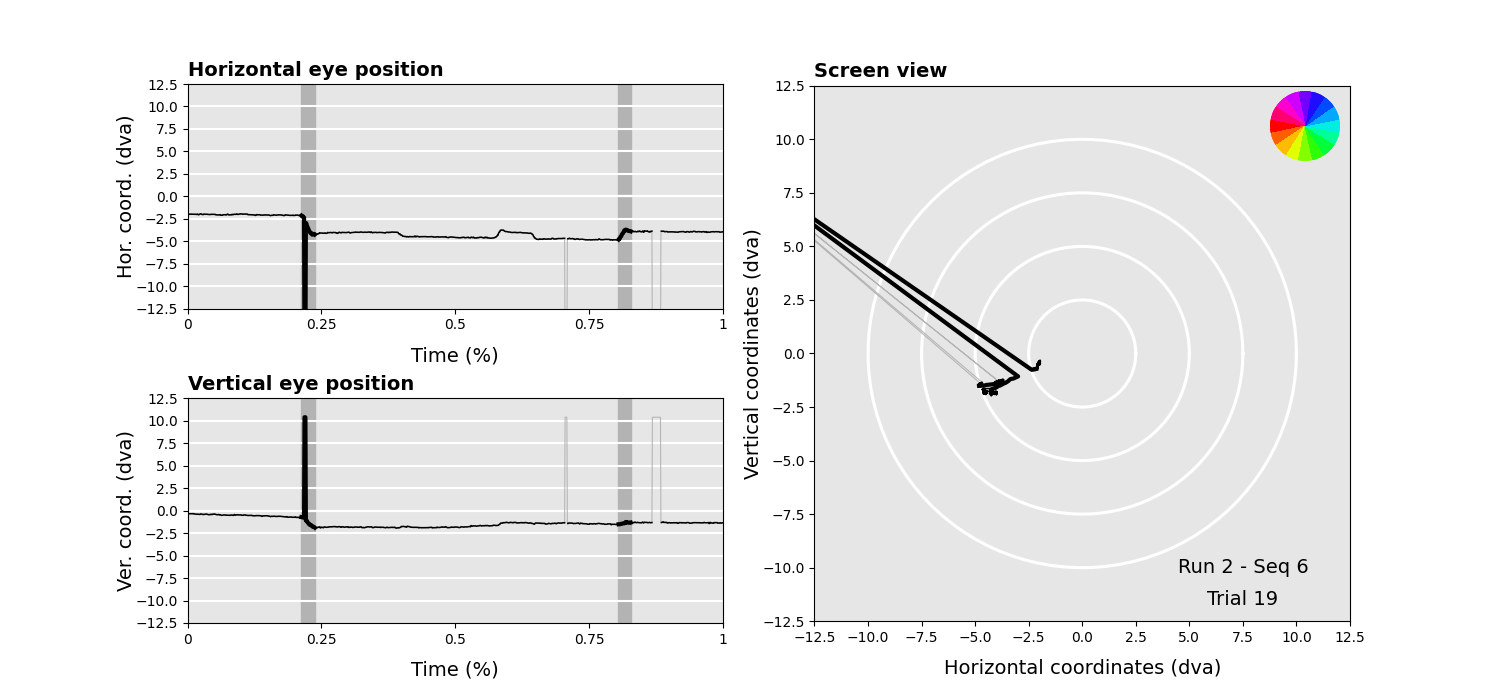 Horizontal eye position
12.5
10.0
7.5
5.0
2.5
0.0
−2.5
−5.0
−7.5
−10.0
−12.5
Hor. coord. (dva)
0 0.25 0.5 0.75 1
Time (%)
Vertical eye position
12.5
10.0
7.5
5.0
2.5
0.0
−2.5
−5.0
−7.5
−10.0
−12.5
Ver. coord. (dva)
0 0.25 0.5 0.75 1
Time (%)
Screen view
12.5
10.0
7.5
5.0
2.5
0.0
−2.5
−5.0
−7.5
−10.0
−12.5
Vertical coordinates (dva)
Run 2 - Seq 6
Trial 19
−12.5 −10.0 −7.5 −5.0 −2.5 0.0 2.5 5.0 7.5 10.0 12.5
Horizontal coordinates (dva)